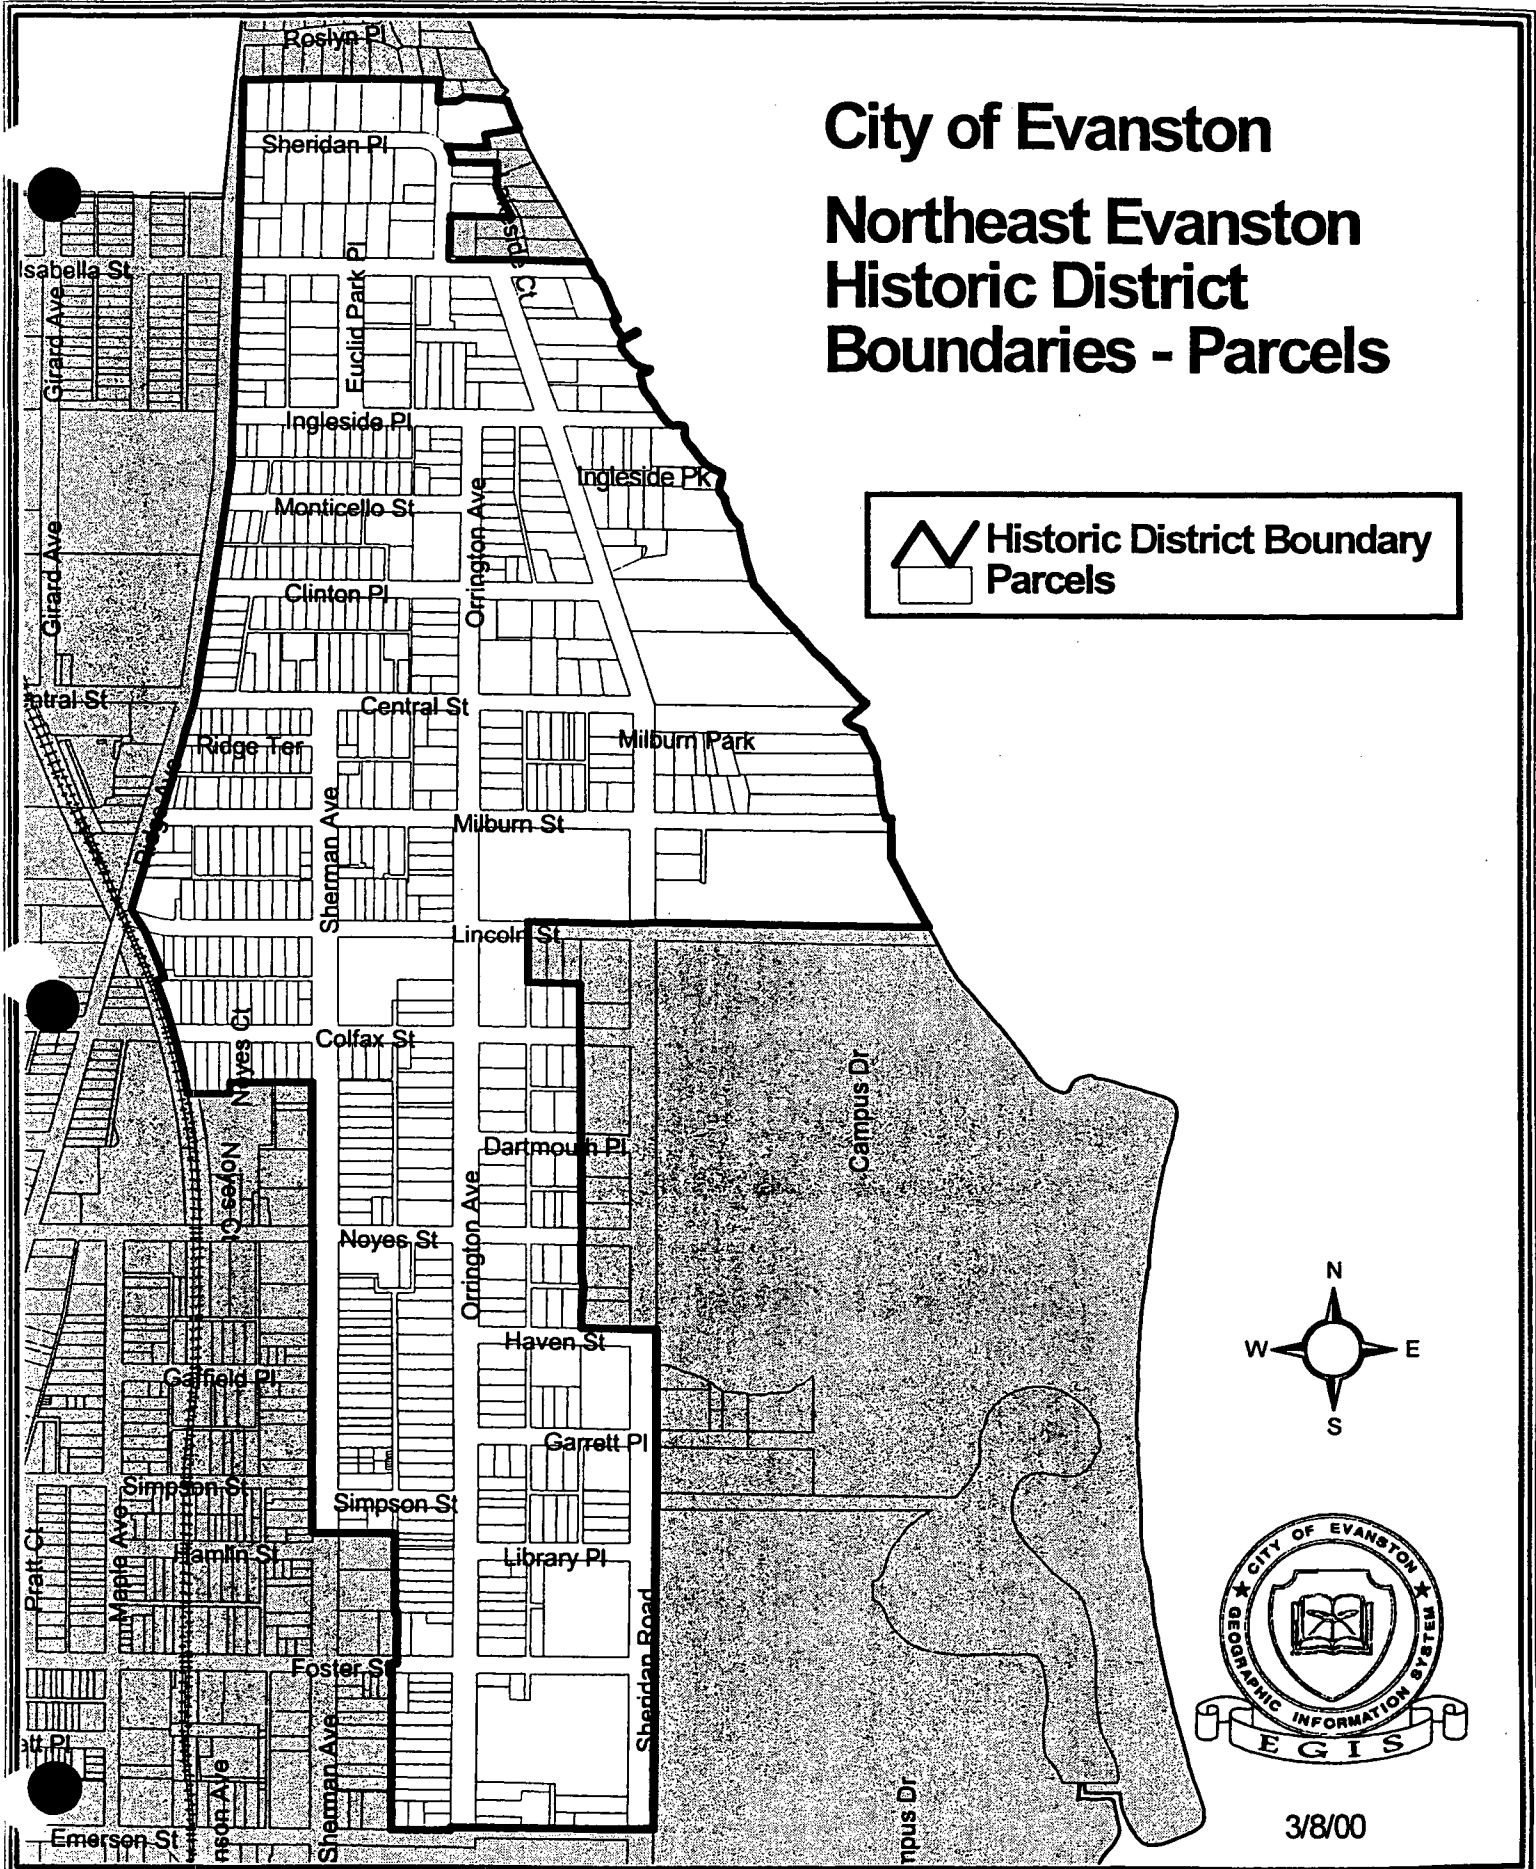 City of Evanston
Northeast Evanston
Historic District
Boundaries - Parcels
Historic District Boundary
Parcels
Roslyn Pl
Sheridan Pl
Isabella St
Girard Ave
Euclid Park Pl
Ingleside Pl
Ingleside Pk
Monticello St
Orrington Ave
Girard Ave
Clinton Pl
Central St
Ridge Ter
Milburn Park
Ridge Ave
Sherman Ave
Milburn St
Lincoln St
Noyes Ct
Colfax St
Campus Dr
Dartmouth Pl
Noyes Ct
Orrington Ave
Noyes St
Haven St
Garfield Pl
Garrett Pl
Simpson St
Simpson St
Pratt Ct
Maple Ave
Hamlin St
Library Pl
Sheridan Road
Foster St
Sherman Ave
Emerson St
N
W E
S
CITY OF EVANSTON
GEOGRAPHIC INFORMATION SYSTEM
EGIS
3/8/00